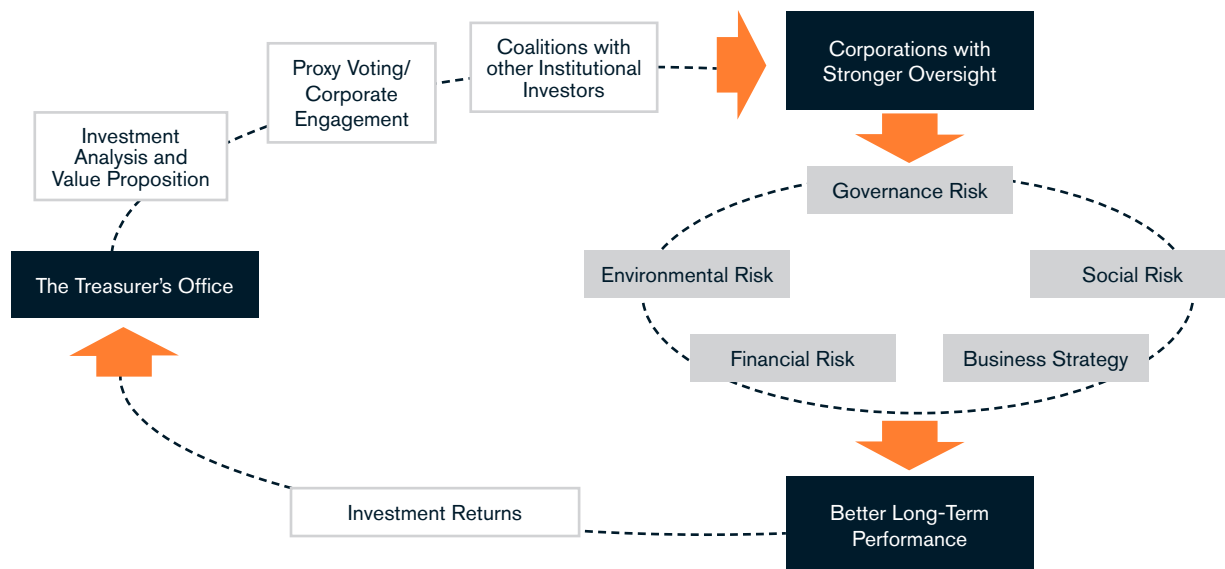 Coalitions with
other Institutional
Investors
Corporations with
Stronger Oversight
Proxy Voting/
Corporate
Engagement
Investment
Analysis and
Value Proposition
Governance Risk
The Treasurer’s Office
Environmental Risk
Social Risk
Financial Risk
Business Strategy
Investment Returns
Better Long-Term
Performance